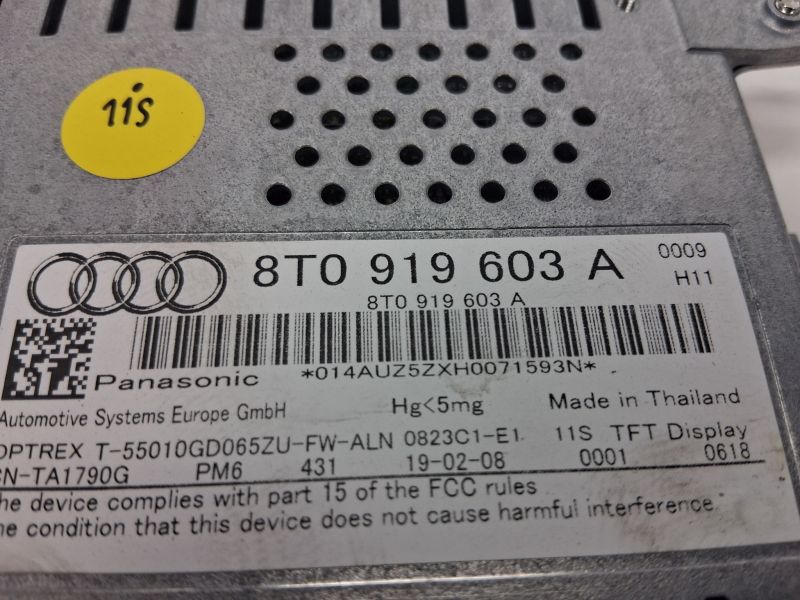 11S
8T0 919 603 A
0009
H11
8T0 919 603 A
*014AUZ5ZXH0071593N*
Panasonic
Automotive Systems Europe GmbH Hg<5mg Made in Thailand
OPTREX T-55010GD065ZU-FW-ALN 0823C1-E1 11S TFT Display
CN-TA1790G PM6 431 19-02-08 0001 0618
he device complies with part 15 of the FCC rules
he condition that this device does not cause harmful interference.